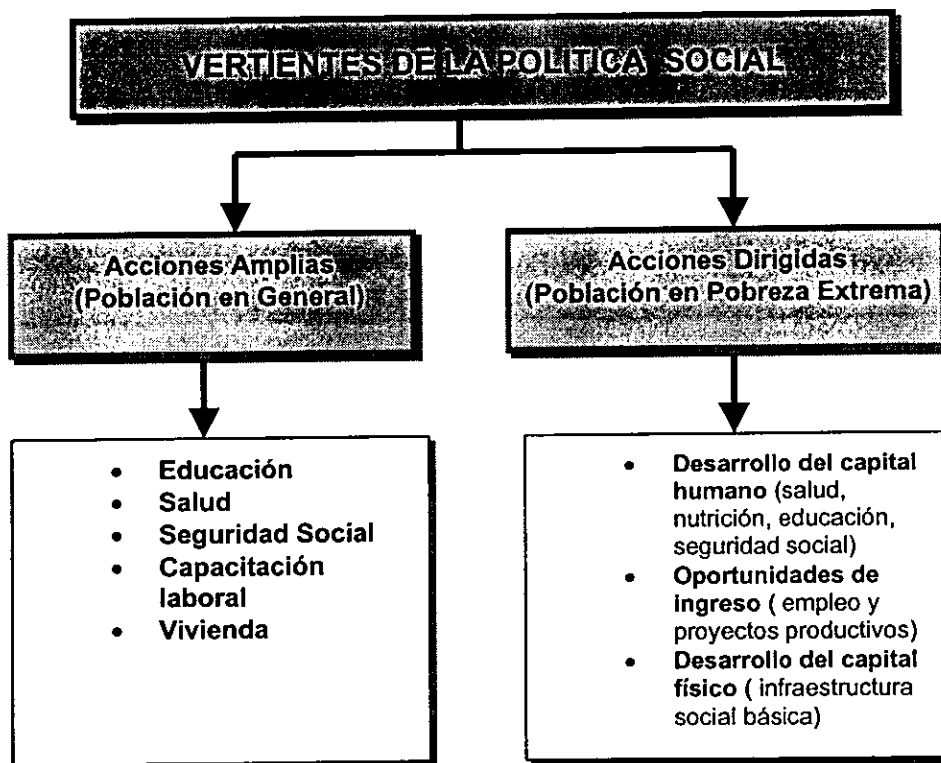 VERTIENTES DE LA POLITICA SOCIAL
Acciones Amplias
(Población en General)
Acciones Dirigidas
(Población en Pobreza Extrema)
• Educación
• Salud
• Seguridad Social
• Capacitación
laboral
• Vivienda
• Desarrollo del capital
humano (salud,
nutrición, educación,
seguridad social)
• Oportunidades de
ingreso ( empleo y
proyectos productivos)
• Desarrollo del capital
físico ( infraestructura
social básica)